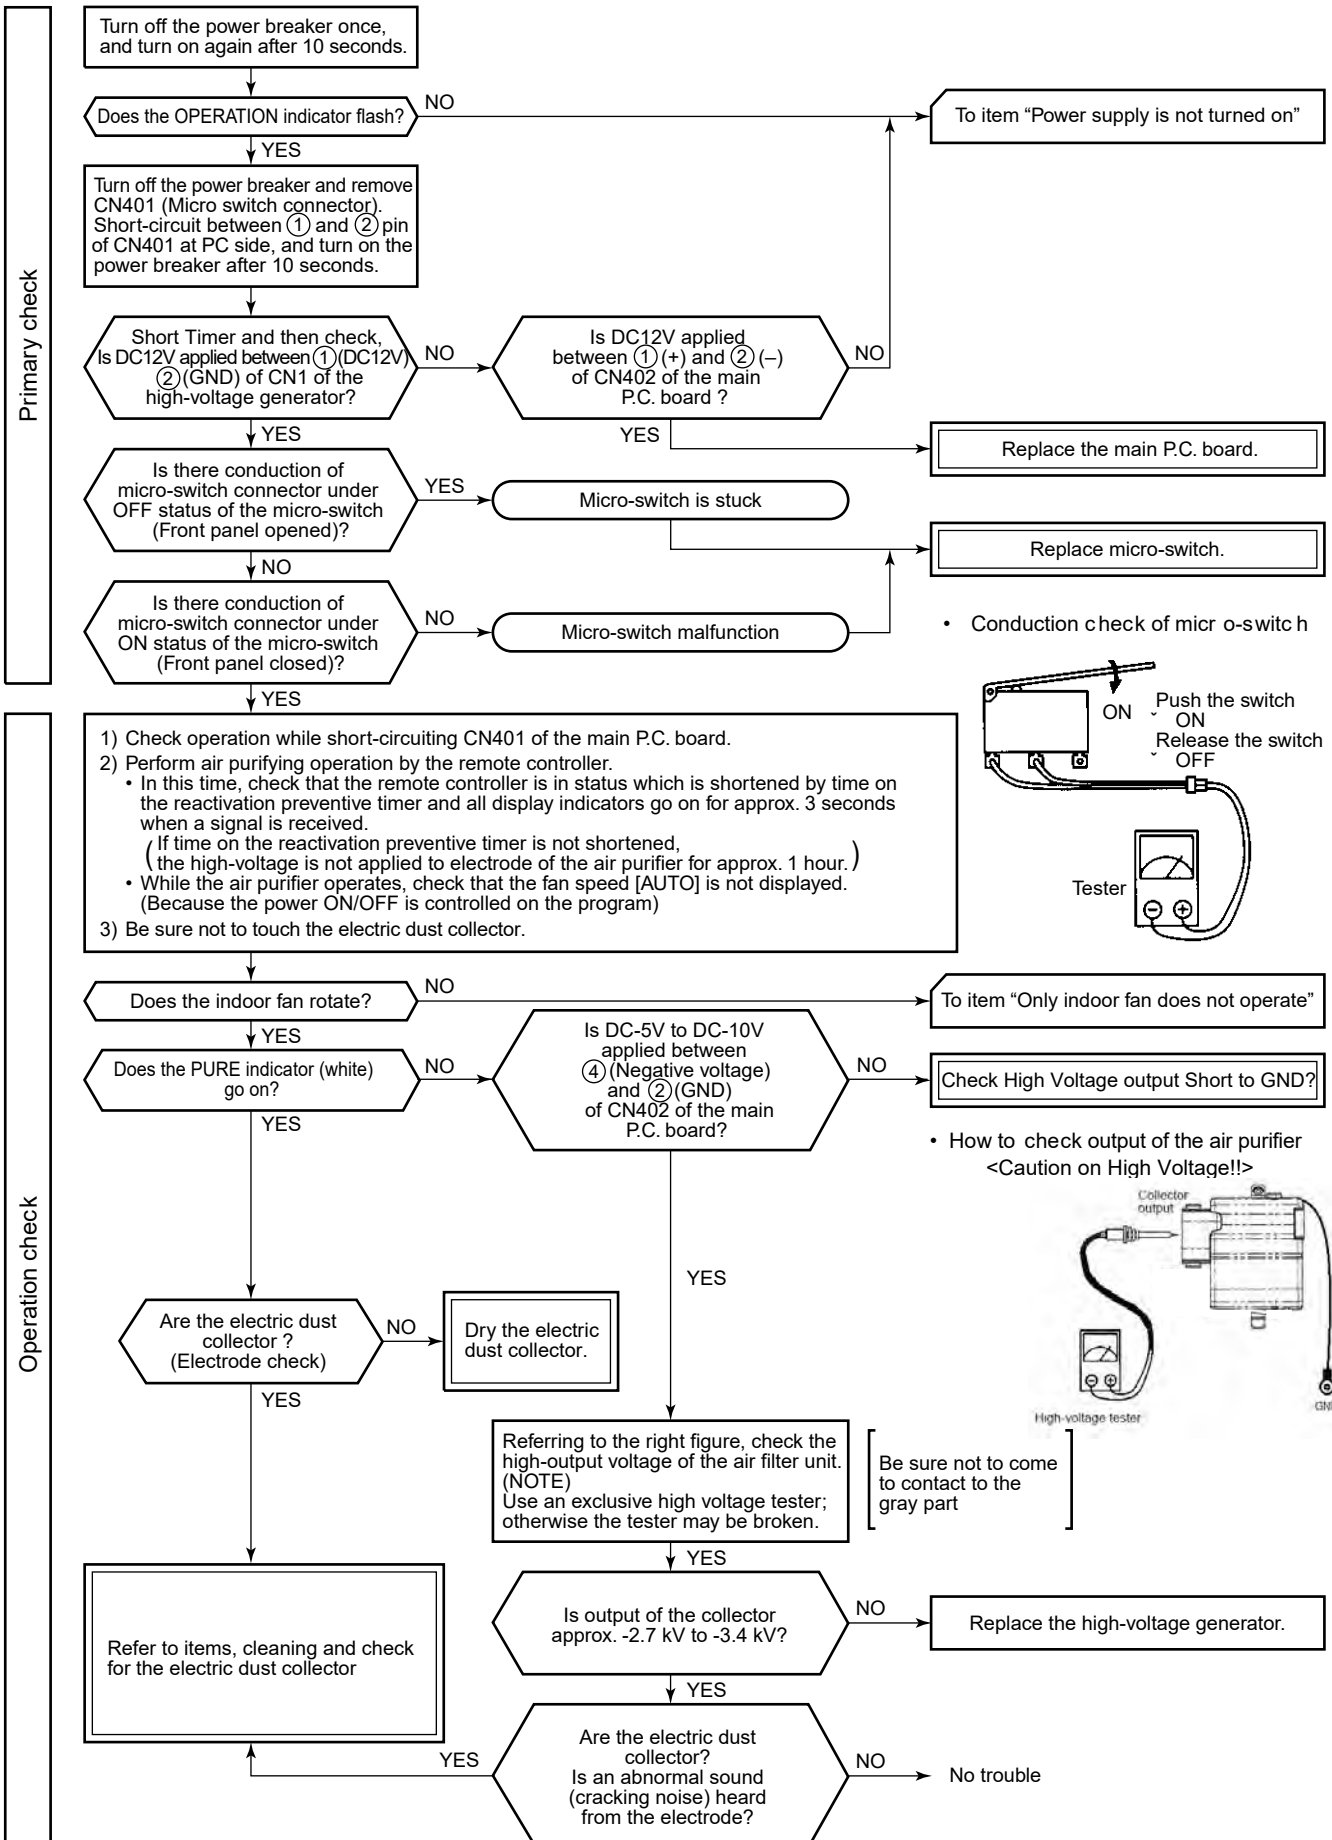 Primary check
Turn off the power breaker once,
and turn on again after 10 seconds.
Does the OPERATION indicator flash?
NO
To item “Power supply is not turned on”
YES
Turn off the power breaker and remove
CN401 (Micro switch connector).
Short-circuit between ① and ② pin
of CN401 at PC side, and turn on the
power breaker after 10 seconds.
Short Timer and then check,
Is DC12V applied between ① (DC12V)
② (GND) of CN1 of the
high-voltage generator?
NO
Is DC12V applied
between ① (+) and ② (–)
of CN402 of the main
P.C. board ?
NO
YES
YES
Replace the main P.C. board.
Is there conduction of
micro-switch connector under
OFF status of the micro-switch
(Front panel opened)?
YES
Micro-switch is stuck
Replace micro-switch.
NO
Is there conduction of
micro-switch connector under
ON status of the micro-switch
(Front panel closed)?
NO
Micro-switch malfunction
YES
• Conduction check of micr o-switc h
ON
Push the switch
ON
Release the switch
OFF
Tester
Operation check
1) Check operation while short-circuiting CN401 of the main P.C. board.
2) Perform air purifying operation by the remote controller.
• In this time, check that the remote controller is in status which is shortened by time on
the reactivation preventive timer and all display indicators go on for approx. 3 seconds
when a signal is received.
( If time on the reactivation preventive timer is not shortened,
the high-voltage is not applied to electrode of the air purifier for approx. 1 hour. )
• While the air purifier operates, check that the fan speed [AUTO] is not displayed.
(Because the power ON/OFF is controlled on the program)
3) Be sure not to touch the electric dust collector.
Does the indoor fan rotate?
NO
To item “Only indoor fan does not operate”
YES
Does the PURE indicator (white)
go on?
NO
Is DC-5V to DC-10V
applied between
④ (Negative voltage)
and ② (GND)
of CN402 of the main
P.C. board?
NO
Check High Voltage output Short to GND?
YES
YES
• How to check output of the air purifier
<Caution on High Voltage!!>
Collector
output
High-voltage tester
Are the electric dust
collector ?
(Electrode check)
NO
Dry the electric
dust collector.
YES
Referring to the right figure, check the
high-output voltage of the air filter unit.
(NOTE)
Use an exclusive high voltage tester;
otherwise the tester may be broken.
Be sure not to come
to contact to the
gray part
YES
Is output of the collector
approx. -2.7 kV to -3.4 kV?
NO
Replace the high-voltage generator.
Refer to items, cleaning and check
for the electric dust collector
YES
Are the electric dust
collector?
Is an abnormal sound
(cracking noise) heard
from the electrode?
YES
NO
No trouble